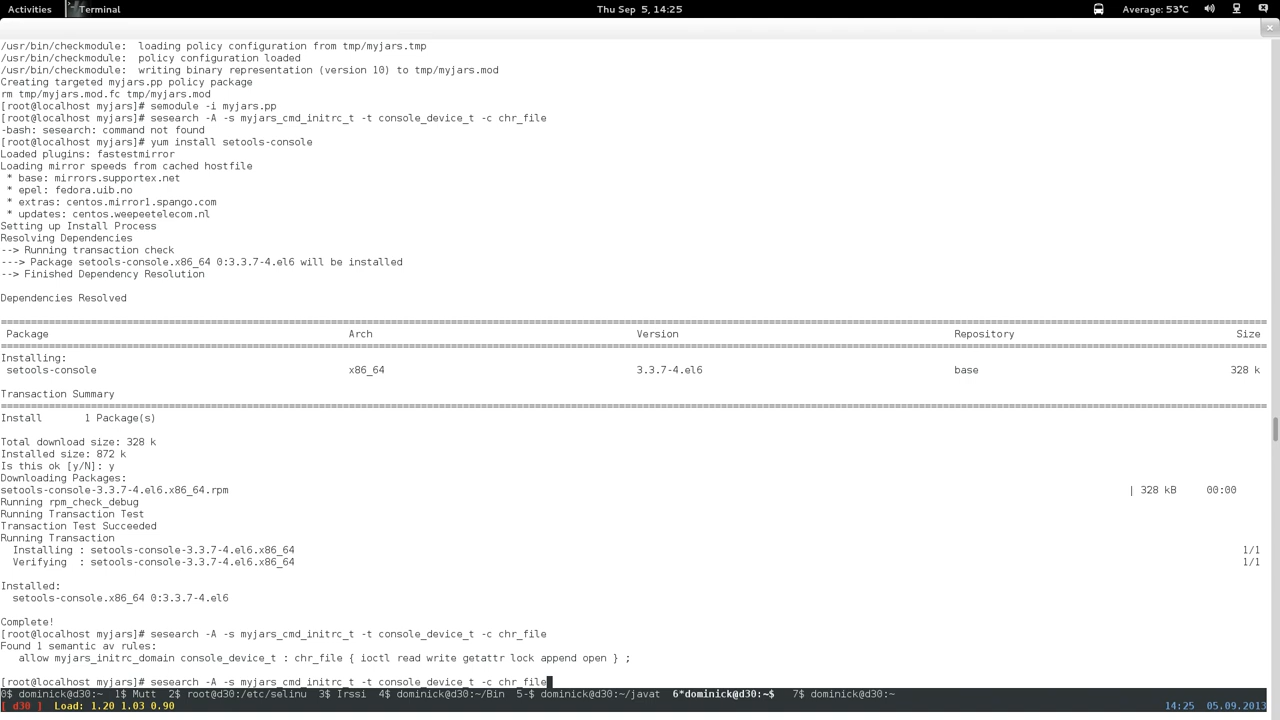 Activities Terminal Thu Sep 5, 14:25 Average: 53°C
/usr/bin/checkmodule:  loading policy configuration from tmp/myjars.tmp
/usr/bin/checkmodule:  policy configuration loaded
/usr/bin/checkmodule:  writing binary representation (version 10) to tmp/myjars.mod
Creating targeted myjars.pp policy package
rm tmp/myjars.mod.fc tmp/myjars.mod
[root@localhost myjars]# semodule -i myjars.pp
[root@localhost myjars]# sesearch -A -s myjars_cmd_initrc_t -t console_device_t -c chr_file
-bash: sesearch: command not found
[root@localhost myjars]# yum install setools-console
Loaded plugins: fastestmirror
Loading mirror speeds from cached hostfile
 * base: mirrors.supportex.net
 * epel: fedora.uib.no
 * extras: centos.mirror1.spango.com
 * updates: centos.weepeetelecom.nl
Setting up Install Process
Resolving Dependencies
--> Running transaction check
---> Package setools-console.x86_64 0:3.3.7-4.el6 will be installed
--> Finished Dependency Resolution
Dependencies Resolved
================================================================================
Package Arch Version Repository Size
================================================================================
Installing:
setools-console x86_64 3.3.7-4.el6 base 328 k
Transaction Summary
================================================================================
Install       1 Package(s)
Total download size: 328 k
Installed size: 872 k
Is this ok [y/N]: y
Downloading Packages:
setools-console-3.3.7-4.el6.x86_64.rpm | 328 kB 00:00
Running rpm_check_debug
Running Transaction Test
Transaction Test Succeeded
Running Transaction
  Installing : setools-console-3.3.7-4.el6.x86_64 1/1
  Verifying  : setools-console-3.3.7-4.el6.x86_64 1/1
Installed:
  setools-console.x86_64 0:3.3.7-4.el6
Complete!
[root@localhost myjars]# sesearch -A -s myjars_cmd_initrc_t -t console_device_t -c chr_file
Found 1 semantic av rules:
   allow myjars_initrc_domain console_device_t : chr_file { ioctl read write getattr lock append open } ;
[root@localhost myjars]# sesearch -A -s myjars_cmd_initrc_t -t console_device_t -c chr_file
0$ dominick@d30:~  1$ Mutt  2$ root@d30:/etc/selinu  3$ Irssi  4$ dominick@d30:~/Bin  5-$ dominick@d30:~/javat  6*dominick@d30:~$  7$ dominick@d30:~
[ d30 ] Load: 1.20 1.03 0.90 14:25 05.09.2013